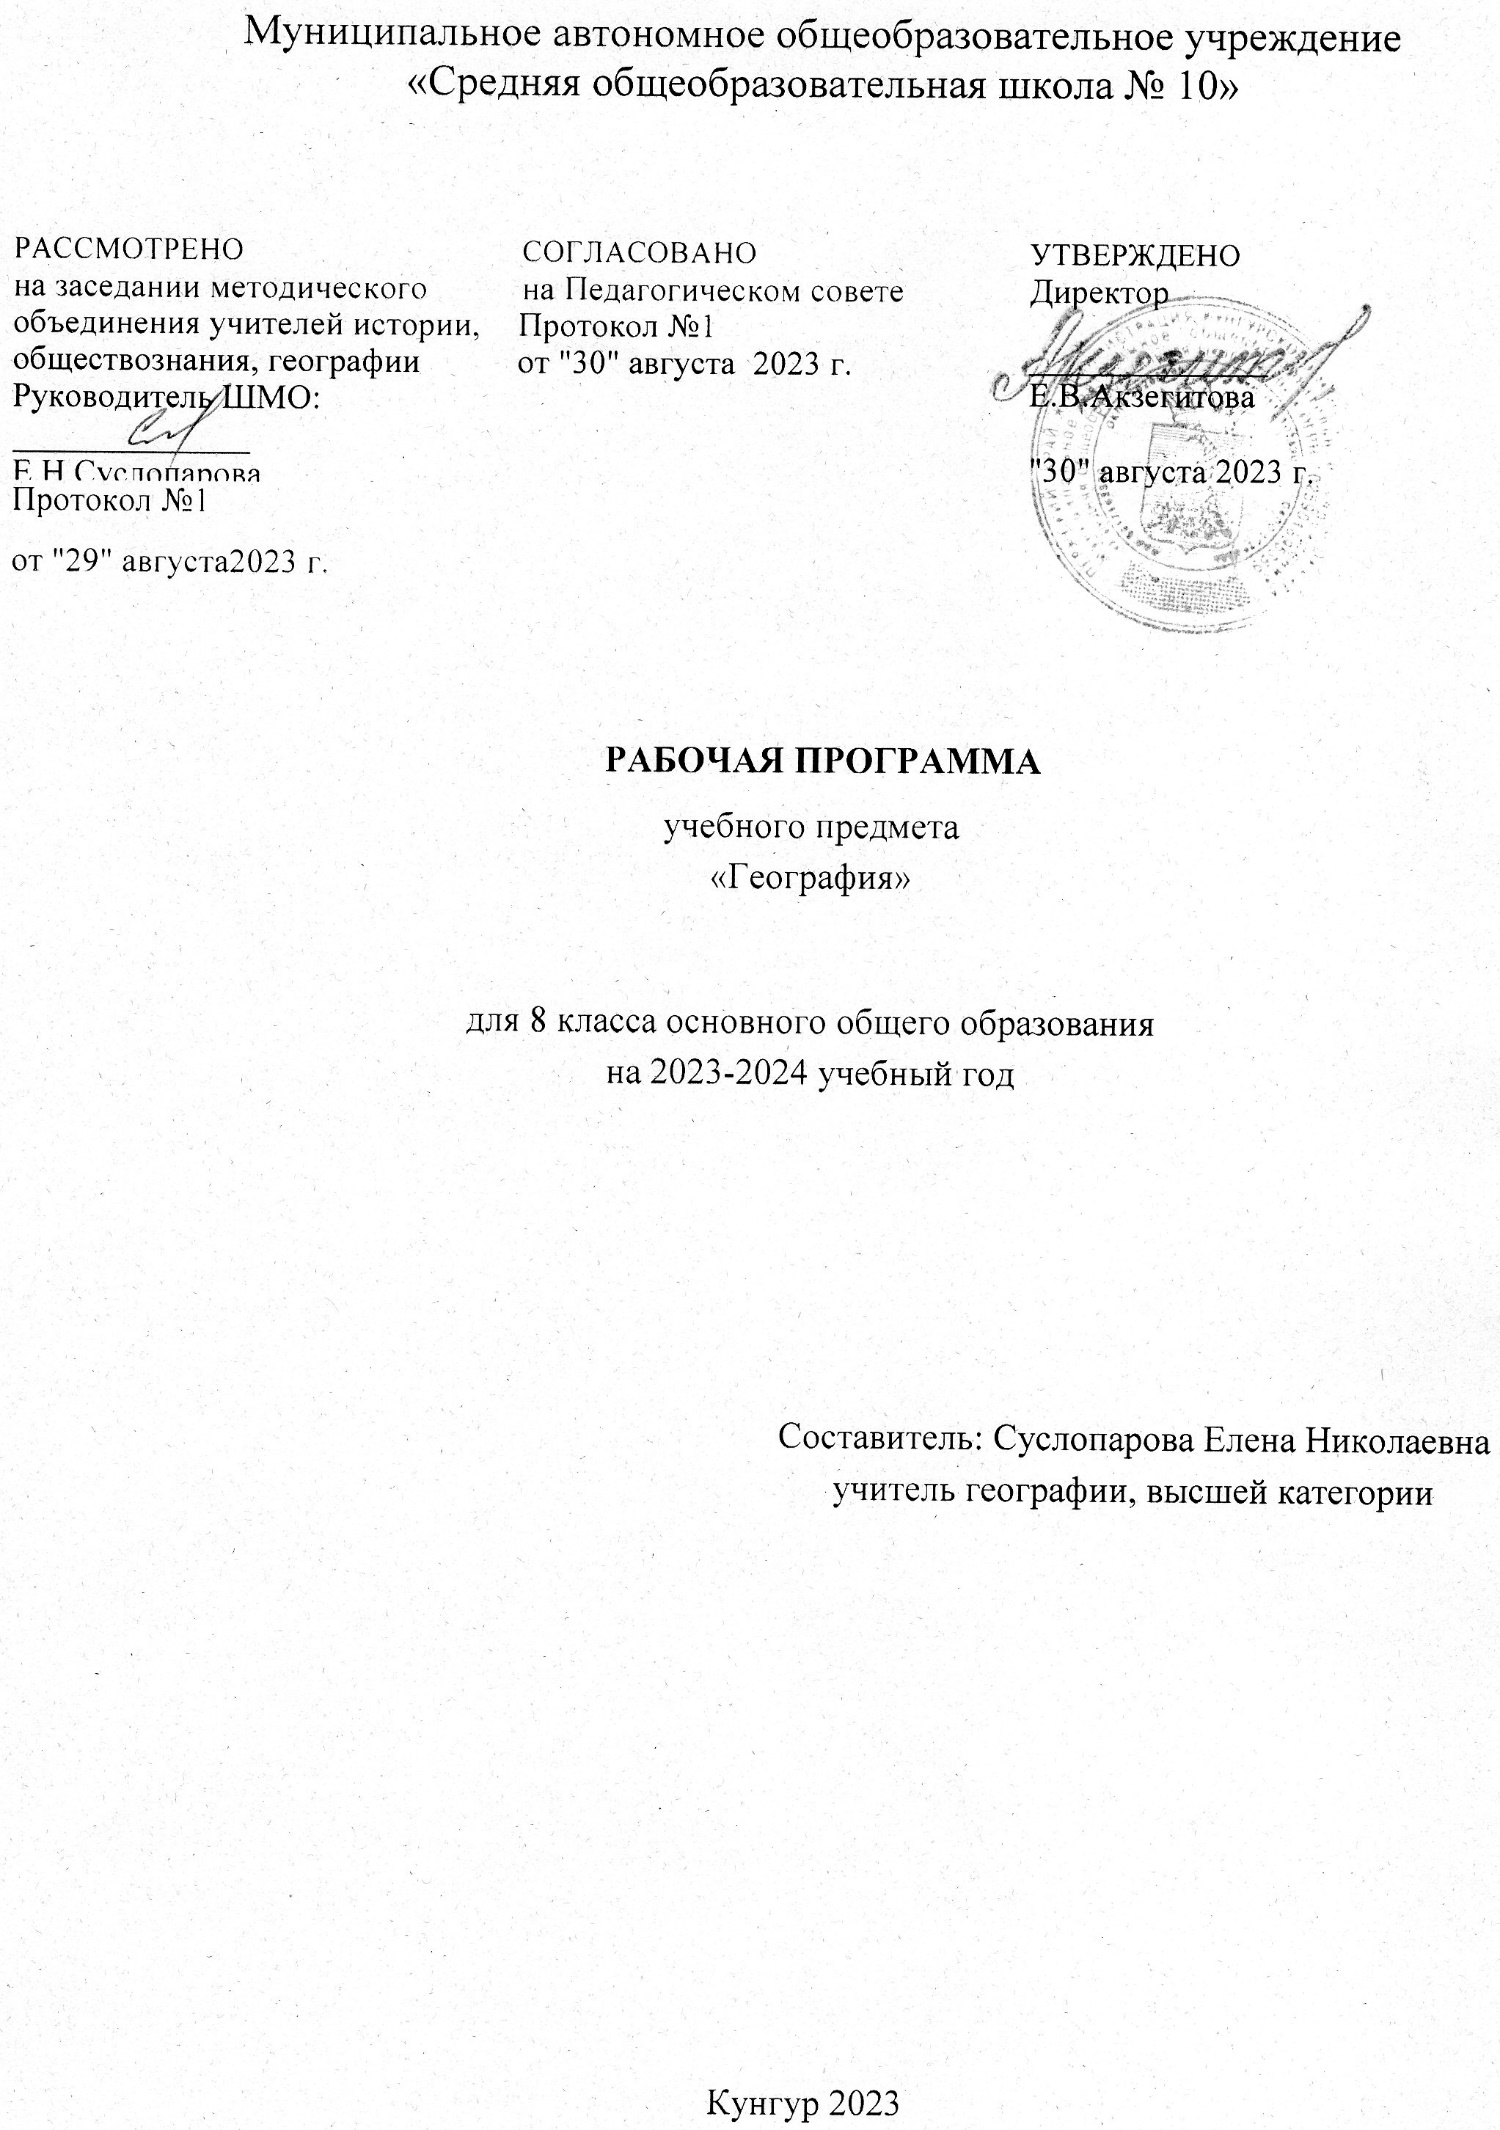 Муниципальное автономное общеобразовательное учреждение
«Средняя общеобразовательная школа № 10»
РАССМОТРЕНО
на заседании методического
объединения учителей истории,
обществознания, географии
Руководитель ШМО:
Е.Н.Суслопарова
Протокол №1
от "29" августа2023 г.
СОГЛАСОВАНО
на Педагогическом совете
Протокол №1
от "30" августа 2023 г.
УТВЕРЖДЕНО
Директор
Е.В.Акзегитова
"30" августа 2023 г.
РАБОЧАЯ ПРОГРАММА
учебного предмета
«География»
для 8 класса основного общего образования
на 2023-2024 учебный год
Составитель: Суслопарова Елена Николаевна
учитель географии, высшей категории
Кунгур 2023